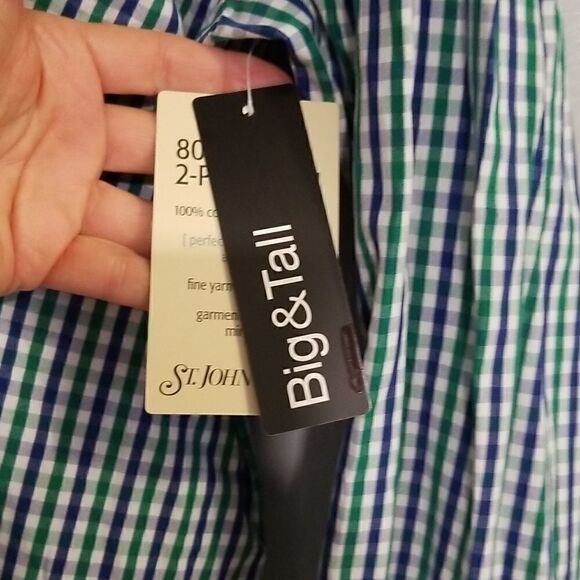 80
2-P
100% co
[ perfec
fine yarn
garmen
mi
ST. JOHN
Big&Tall